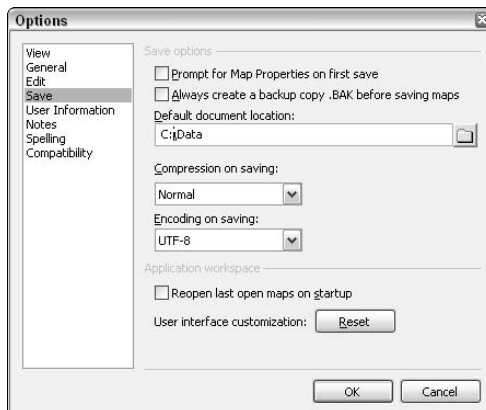 Options
View
General
Edit
Save
User Information
Notes
Spelling
Compatibility
Save options
Prompt for Map Properties on first save
Always create a backup copy .BAK before saving maps
Default document location:
C:\Data
Compression on saving:
Normal
Encoding on saving:
UTF-8
Application workspace
Reopen last open maps on startup
User interface customization:
Reset
OK
Cancel